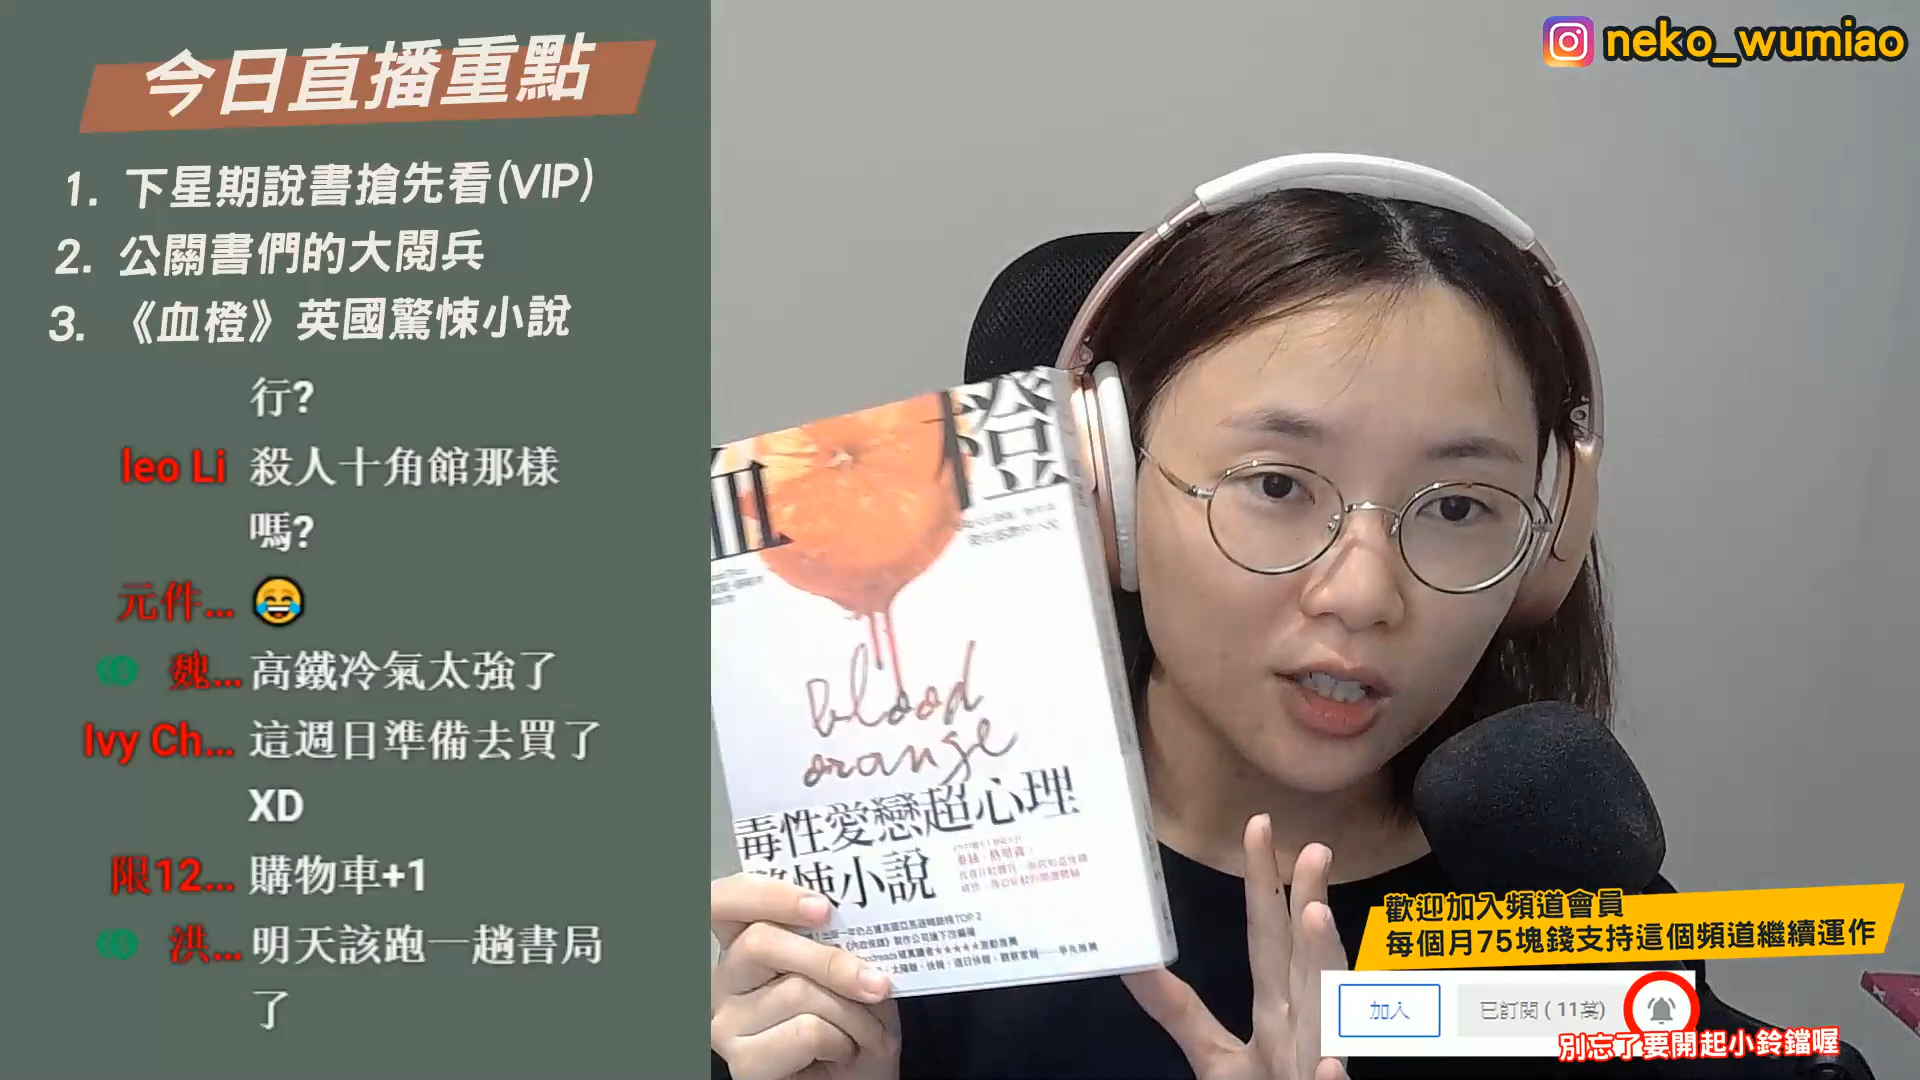 今日直播重點
1. 下星期說書搶先看(VIP)
2. 公關書們的大閱兵
3. 《血橙》英國驚悚小說
行?
leo Li 殺人十角館那樣
嗎?
元件... 😂
魏... 高鐵冷氣太強了
Ivy Ch... 這週日準備去買了
XD
限12... 購物車+1
洪... 明天該跑一趟書局
了
neko_wumiao
血橙
blood
orange
毒性愛戀超心理
驚悚小說
歡迎加入頻道會員
每個月75塊錢支持這個頻道繼續運作
加入
已訂閱 ( 11萬)
別忘了要開起小鈴鐺喔